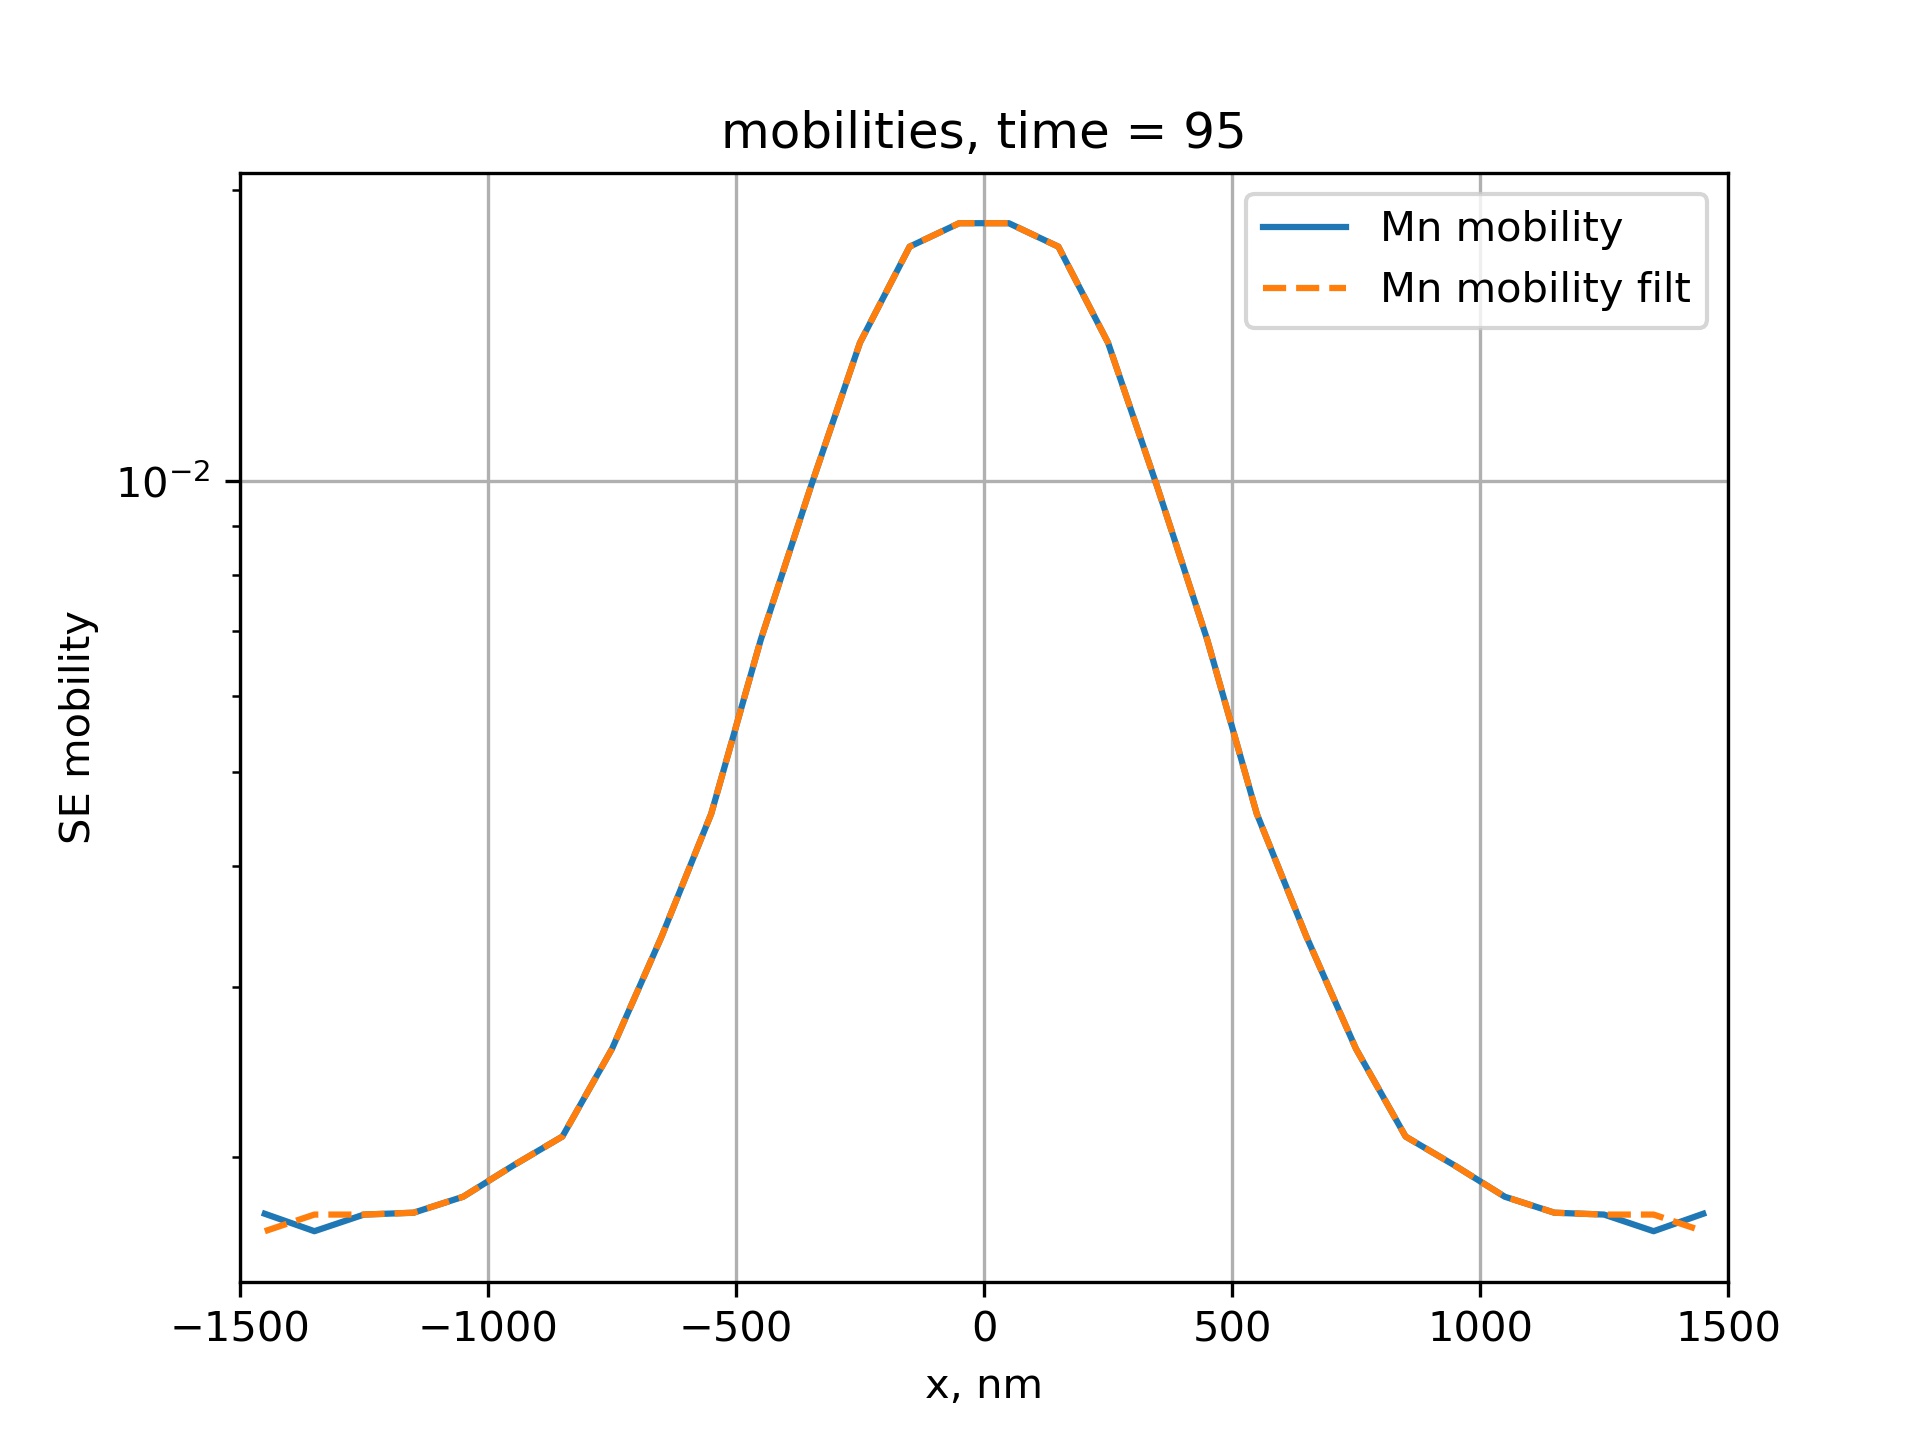 mobilities, time = 95
Mn mobility
Mn mobility filt
10⁻²
SE mobility
−1500 −1000 −500 0 500 1000 1500
x, nm